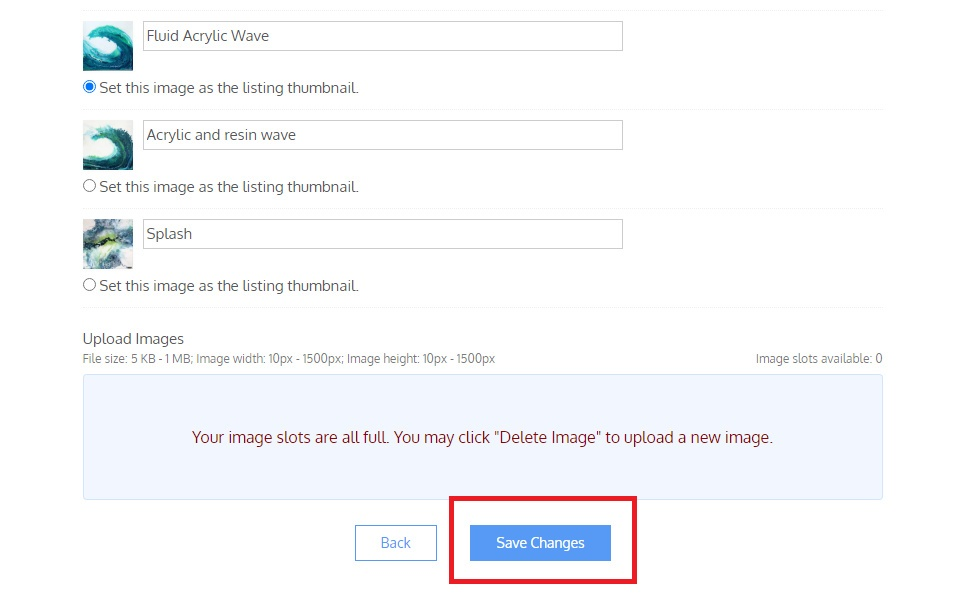 Fluid Acrylic Wave
Set this image as the listing thumbnail.
Acrylic and resin wave
Set this image as the listing thumbnail.
Splash
Set this image as the listing thumbnail.
Upload Images
File size: 5 KB - 1 MB; Image width: 10px - 1500px; Image height: 10px - 1500px
Image slots available: 0
Your image slots are all full. You may click "Delete Image" to upload a new image.
Back
Save Changes